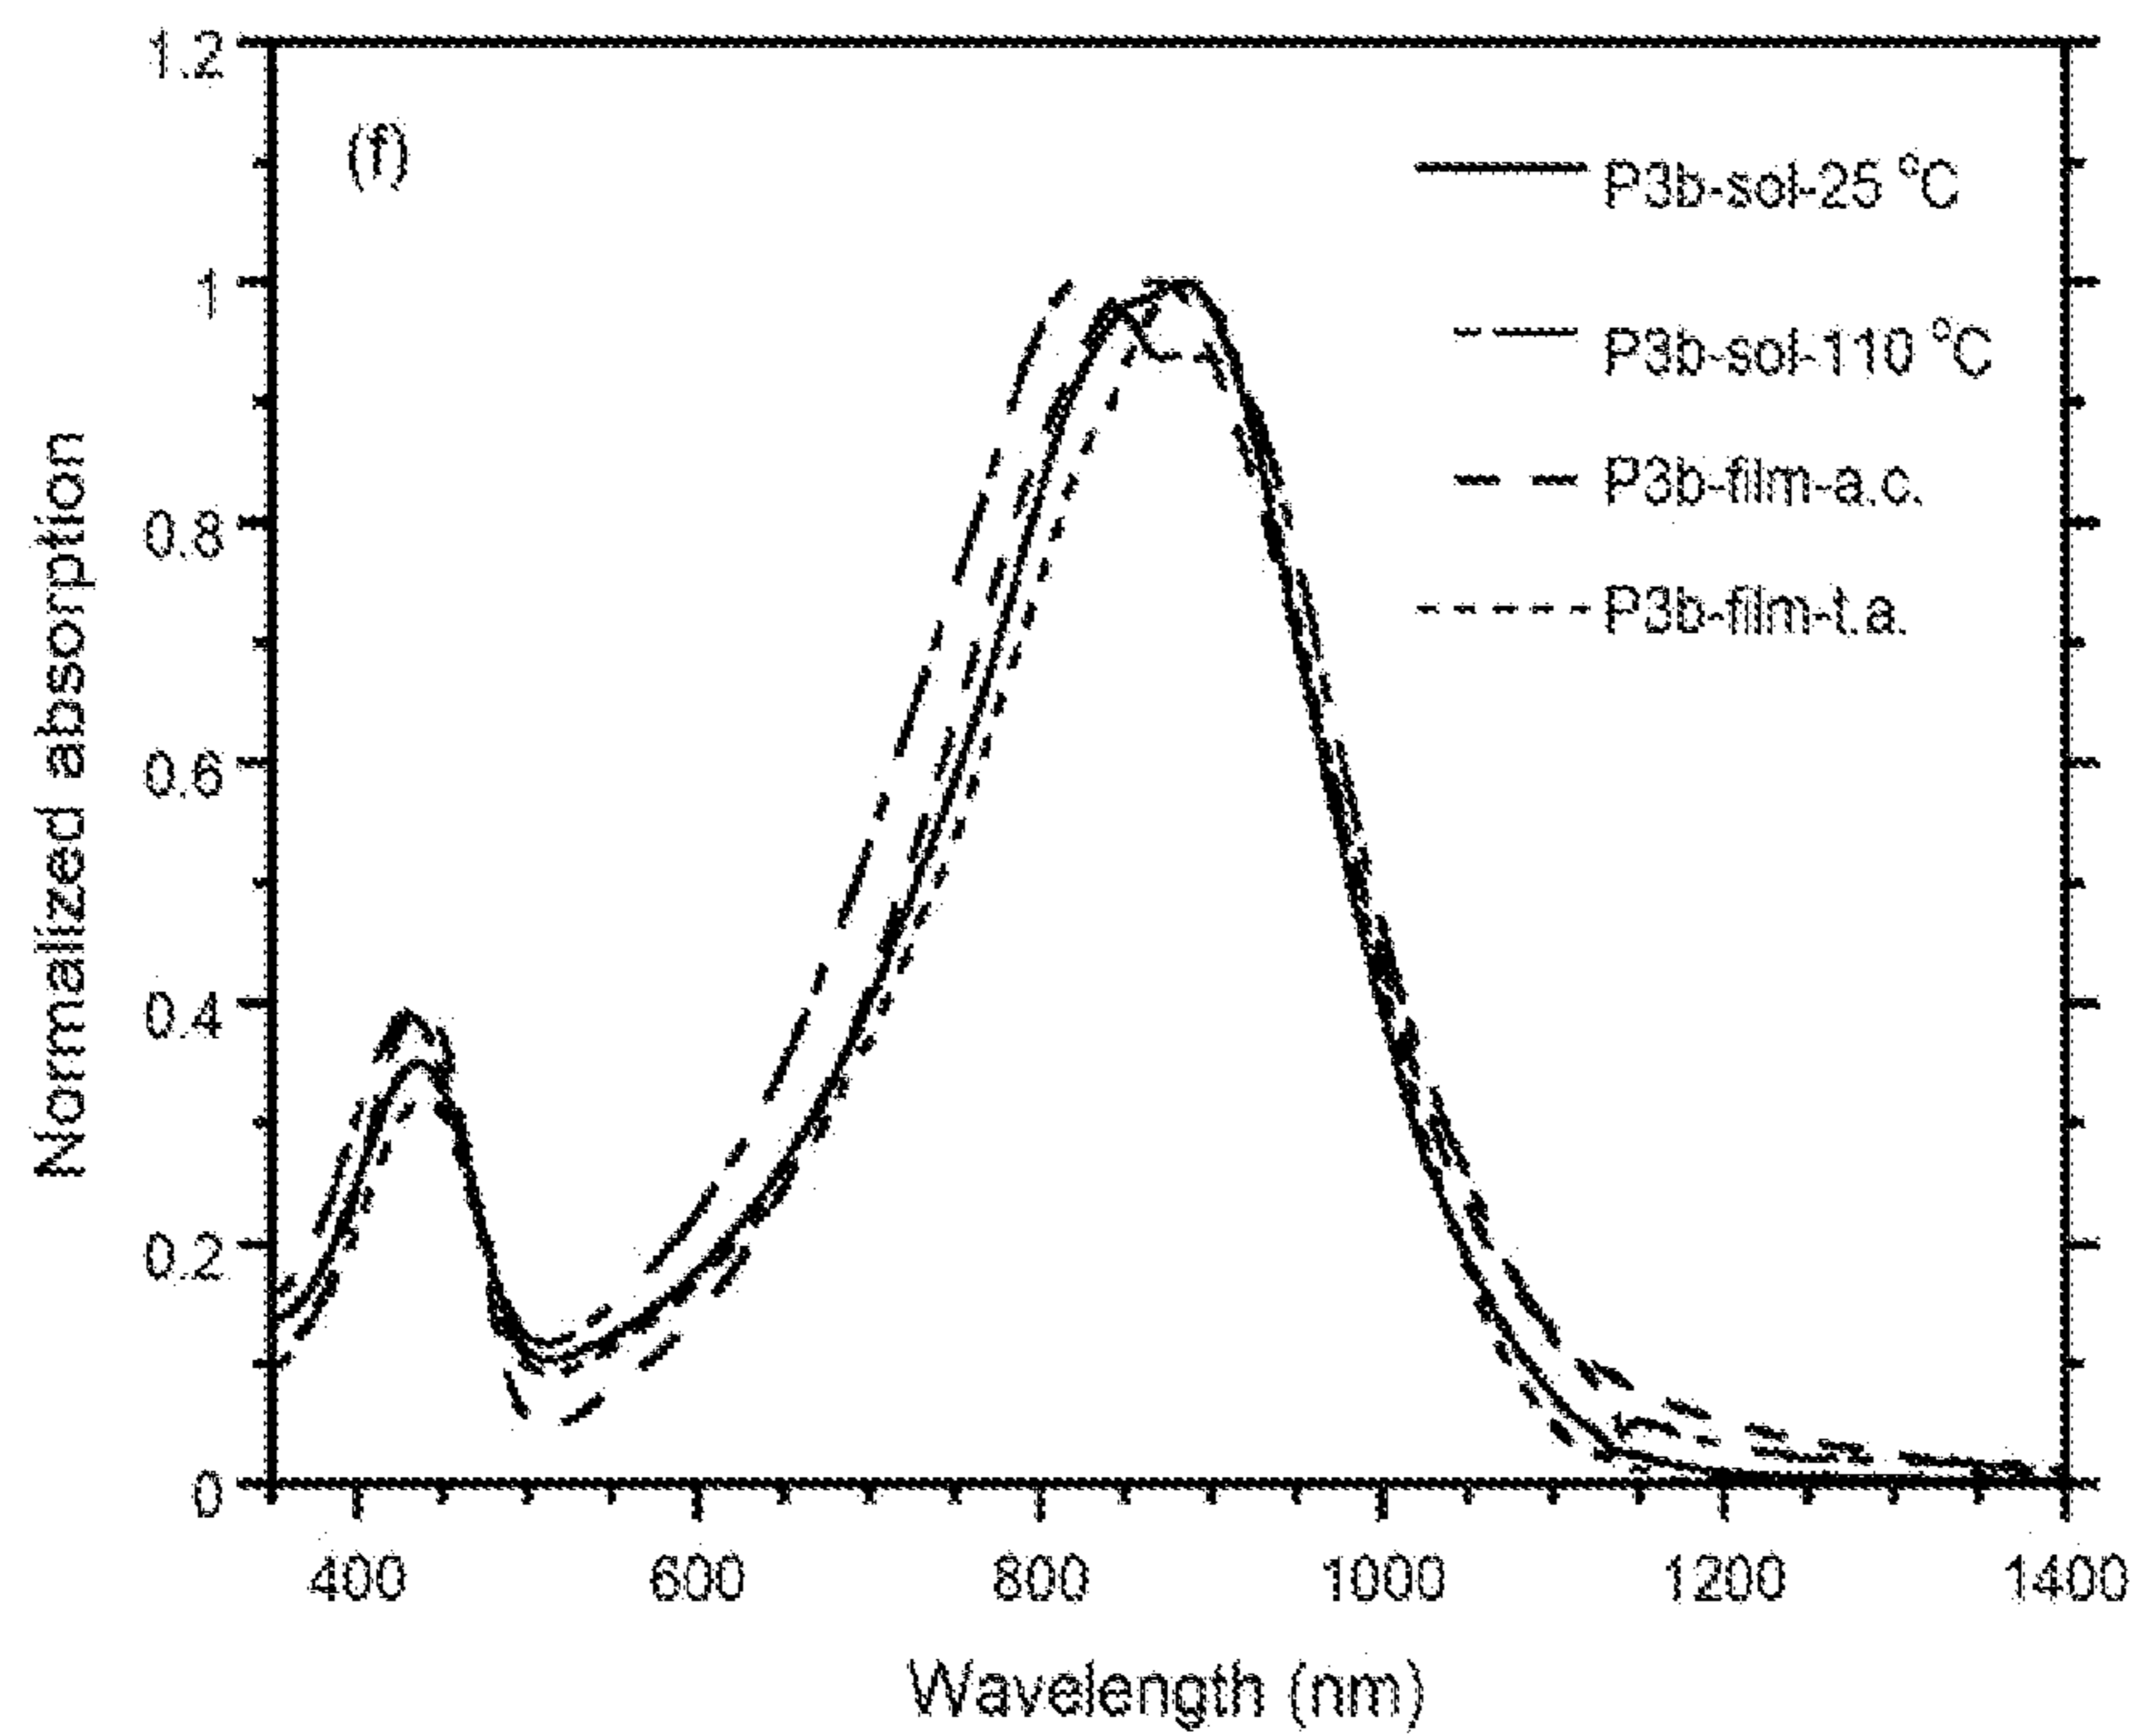 (f)
P3b-sol-25 °C
P3b-sol-110 °C
P3b-film-a.c.
P3b-film-t.a.
Normalized absorption
1.2
1
0.8
0.6
0.4
0.2
0
400 600 800 1000 1200 1400
Wavelength (nm)